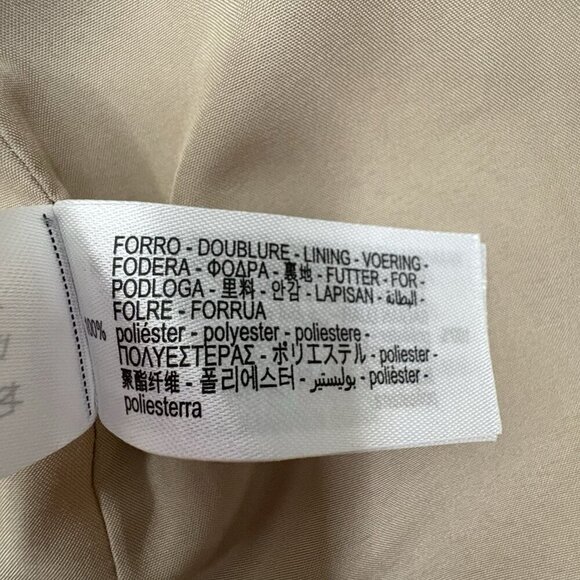 FORRO - DOUBLURE - LINING - VOERING -
FODERA - ΦΟΔΡΑ - 裏地 - FUTTER - FOR -
PODLOGA - 里料 - 안감 - LAPISAN - البطانة -
FOLRE - FORRUA
100%
poliéster - polyester - poliestere -
ΠΟΛΥΕΣΤΕΡΑΣ - ポリエステル - poliester -
聚酯纤维 - 폴리에스터 - بوليستير - polièster -
poliesterra